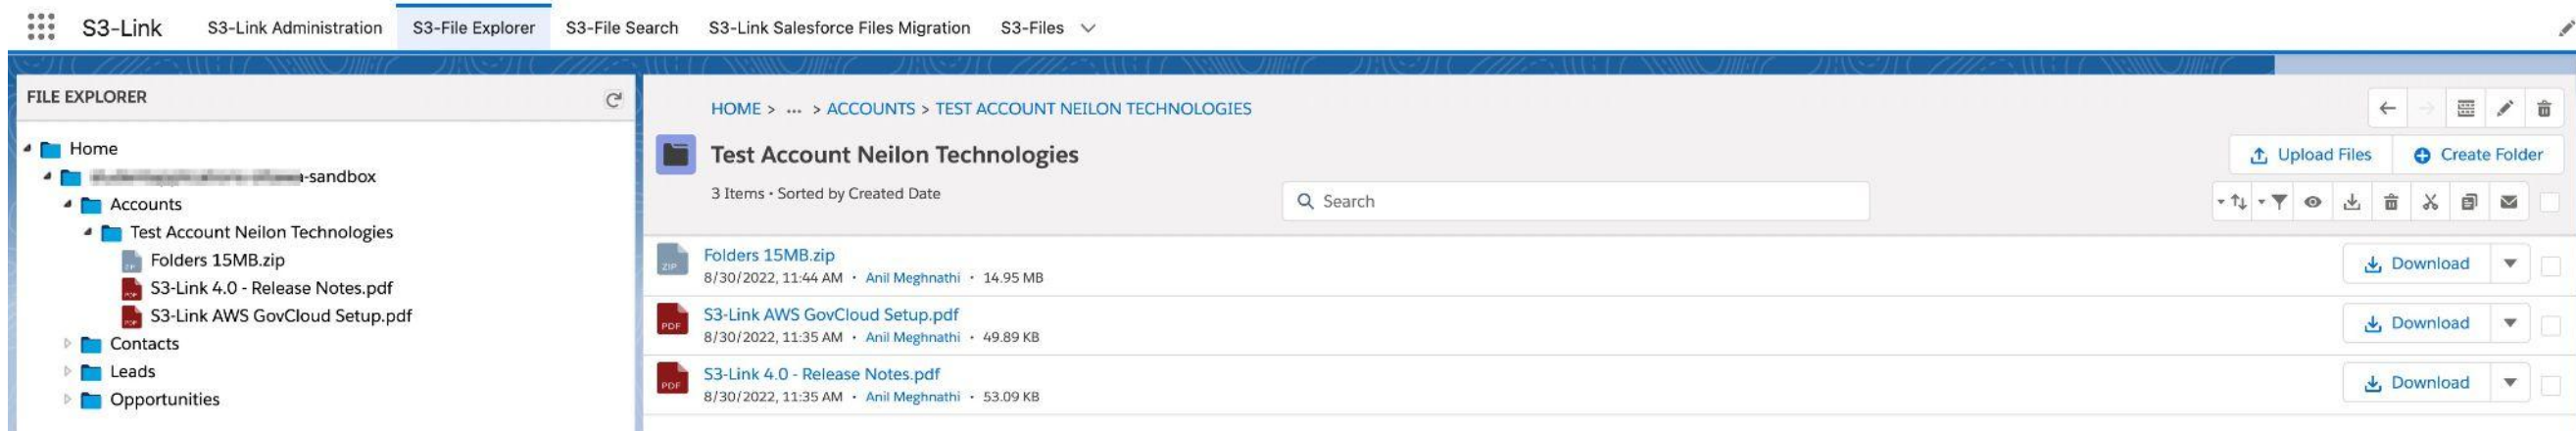 S3-Link S3-Link Administration S3-File Explorer S3-File Search S3-Link Salesforce Files Migration S3-Files
FILE EXPLORER
Home
-sandbox
Accounts
Test Account Neilon Technologies
Folders 15MB.zip
S3-Link 4.0 - Release Notes.pdf
S3-Link AWS GovCloud Setup.pdf
Contacts
Leads
Opportunities
HOME > ... > ACCOUNTS > TEST ACCOUNT NEILON TECHNOLOGIES
Test Account Neilon Technologies
Upload Files Create Folder
3 Items • Sorted by Created Date
Search
ZIP Folders 15MB.zip
8/30/2022, 11:44 AM • Anil Meghnathi • 14.95 MB
Download
PDF S3-Link AWS GovCloud Setup.pdf
8/30/2022, 11:35 AM • Anil Meghnathi • 49.89 KB
Download
PDF S3-Link 4.0 - Release Notes.pdf
8/30/2022, 11:35 AM • Anil Meghnathi • 53.09 KB
Download